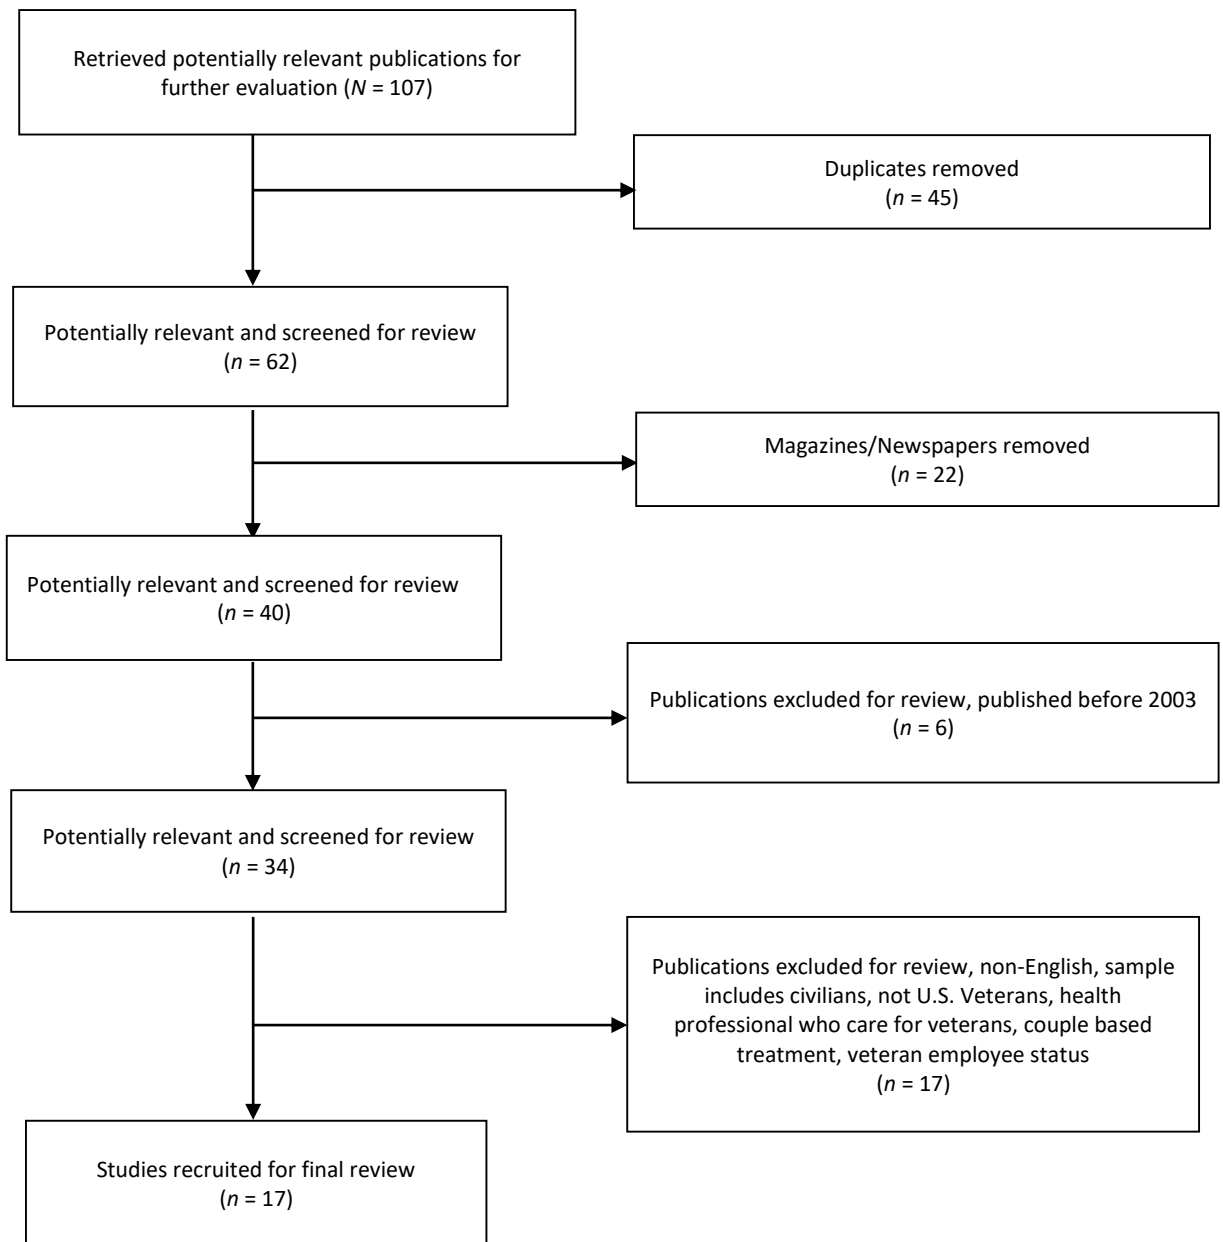 Retrieved potentially relevant publications for
further evaluation (N = 107)
Duplicates removed
(n = 45)
Potentially relevant and screened for review
(n = 62)
Magazines/Newspapers removed
(n = 22)
Potentially relevant and screened for review
(n = 40)
Publications excluded for review, published before 2003
(n = 6)
Potentially relevant and screened for review
(n = 34)
Publications excluded for review, non-English, sample
includes civilians, not U.S. Veterans, health
professional who care for veterans, couple based
treatment, veteran employee status
(n = 17)
Studies recruited for final review
(n = 17)